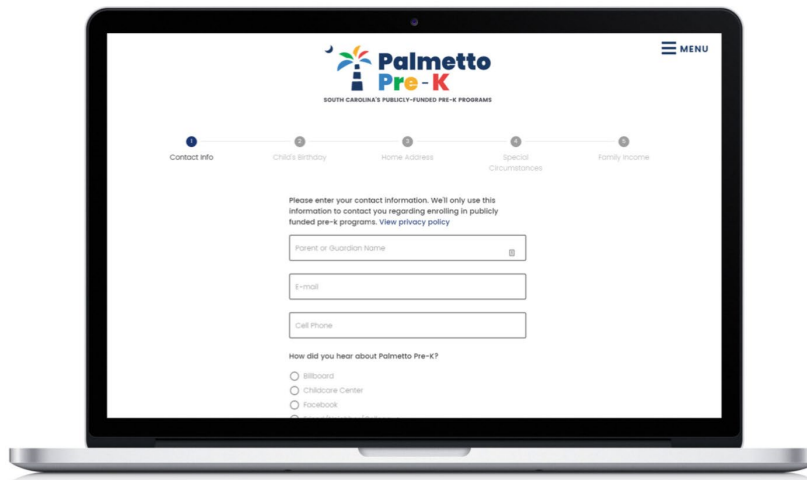 MENU
Palmetto
Pre-K
SOUTH CAROLINA'S PUBLICLY-FUNDED PRE-K PROGRAMS
1 2 3 4 5
Contact Info Child's Birthday Home Address Special Family Income
Circumstances
Please enter your contact information. We'll only use this
information to contact you regarding enrolling in publicly
funded pre-k programs. View privacy policy
Parent or Guardian Name
E-mail
Cell Phone
How did you hear about Palmetto Pre-K?
Billboard
Childcare Center
Facebook